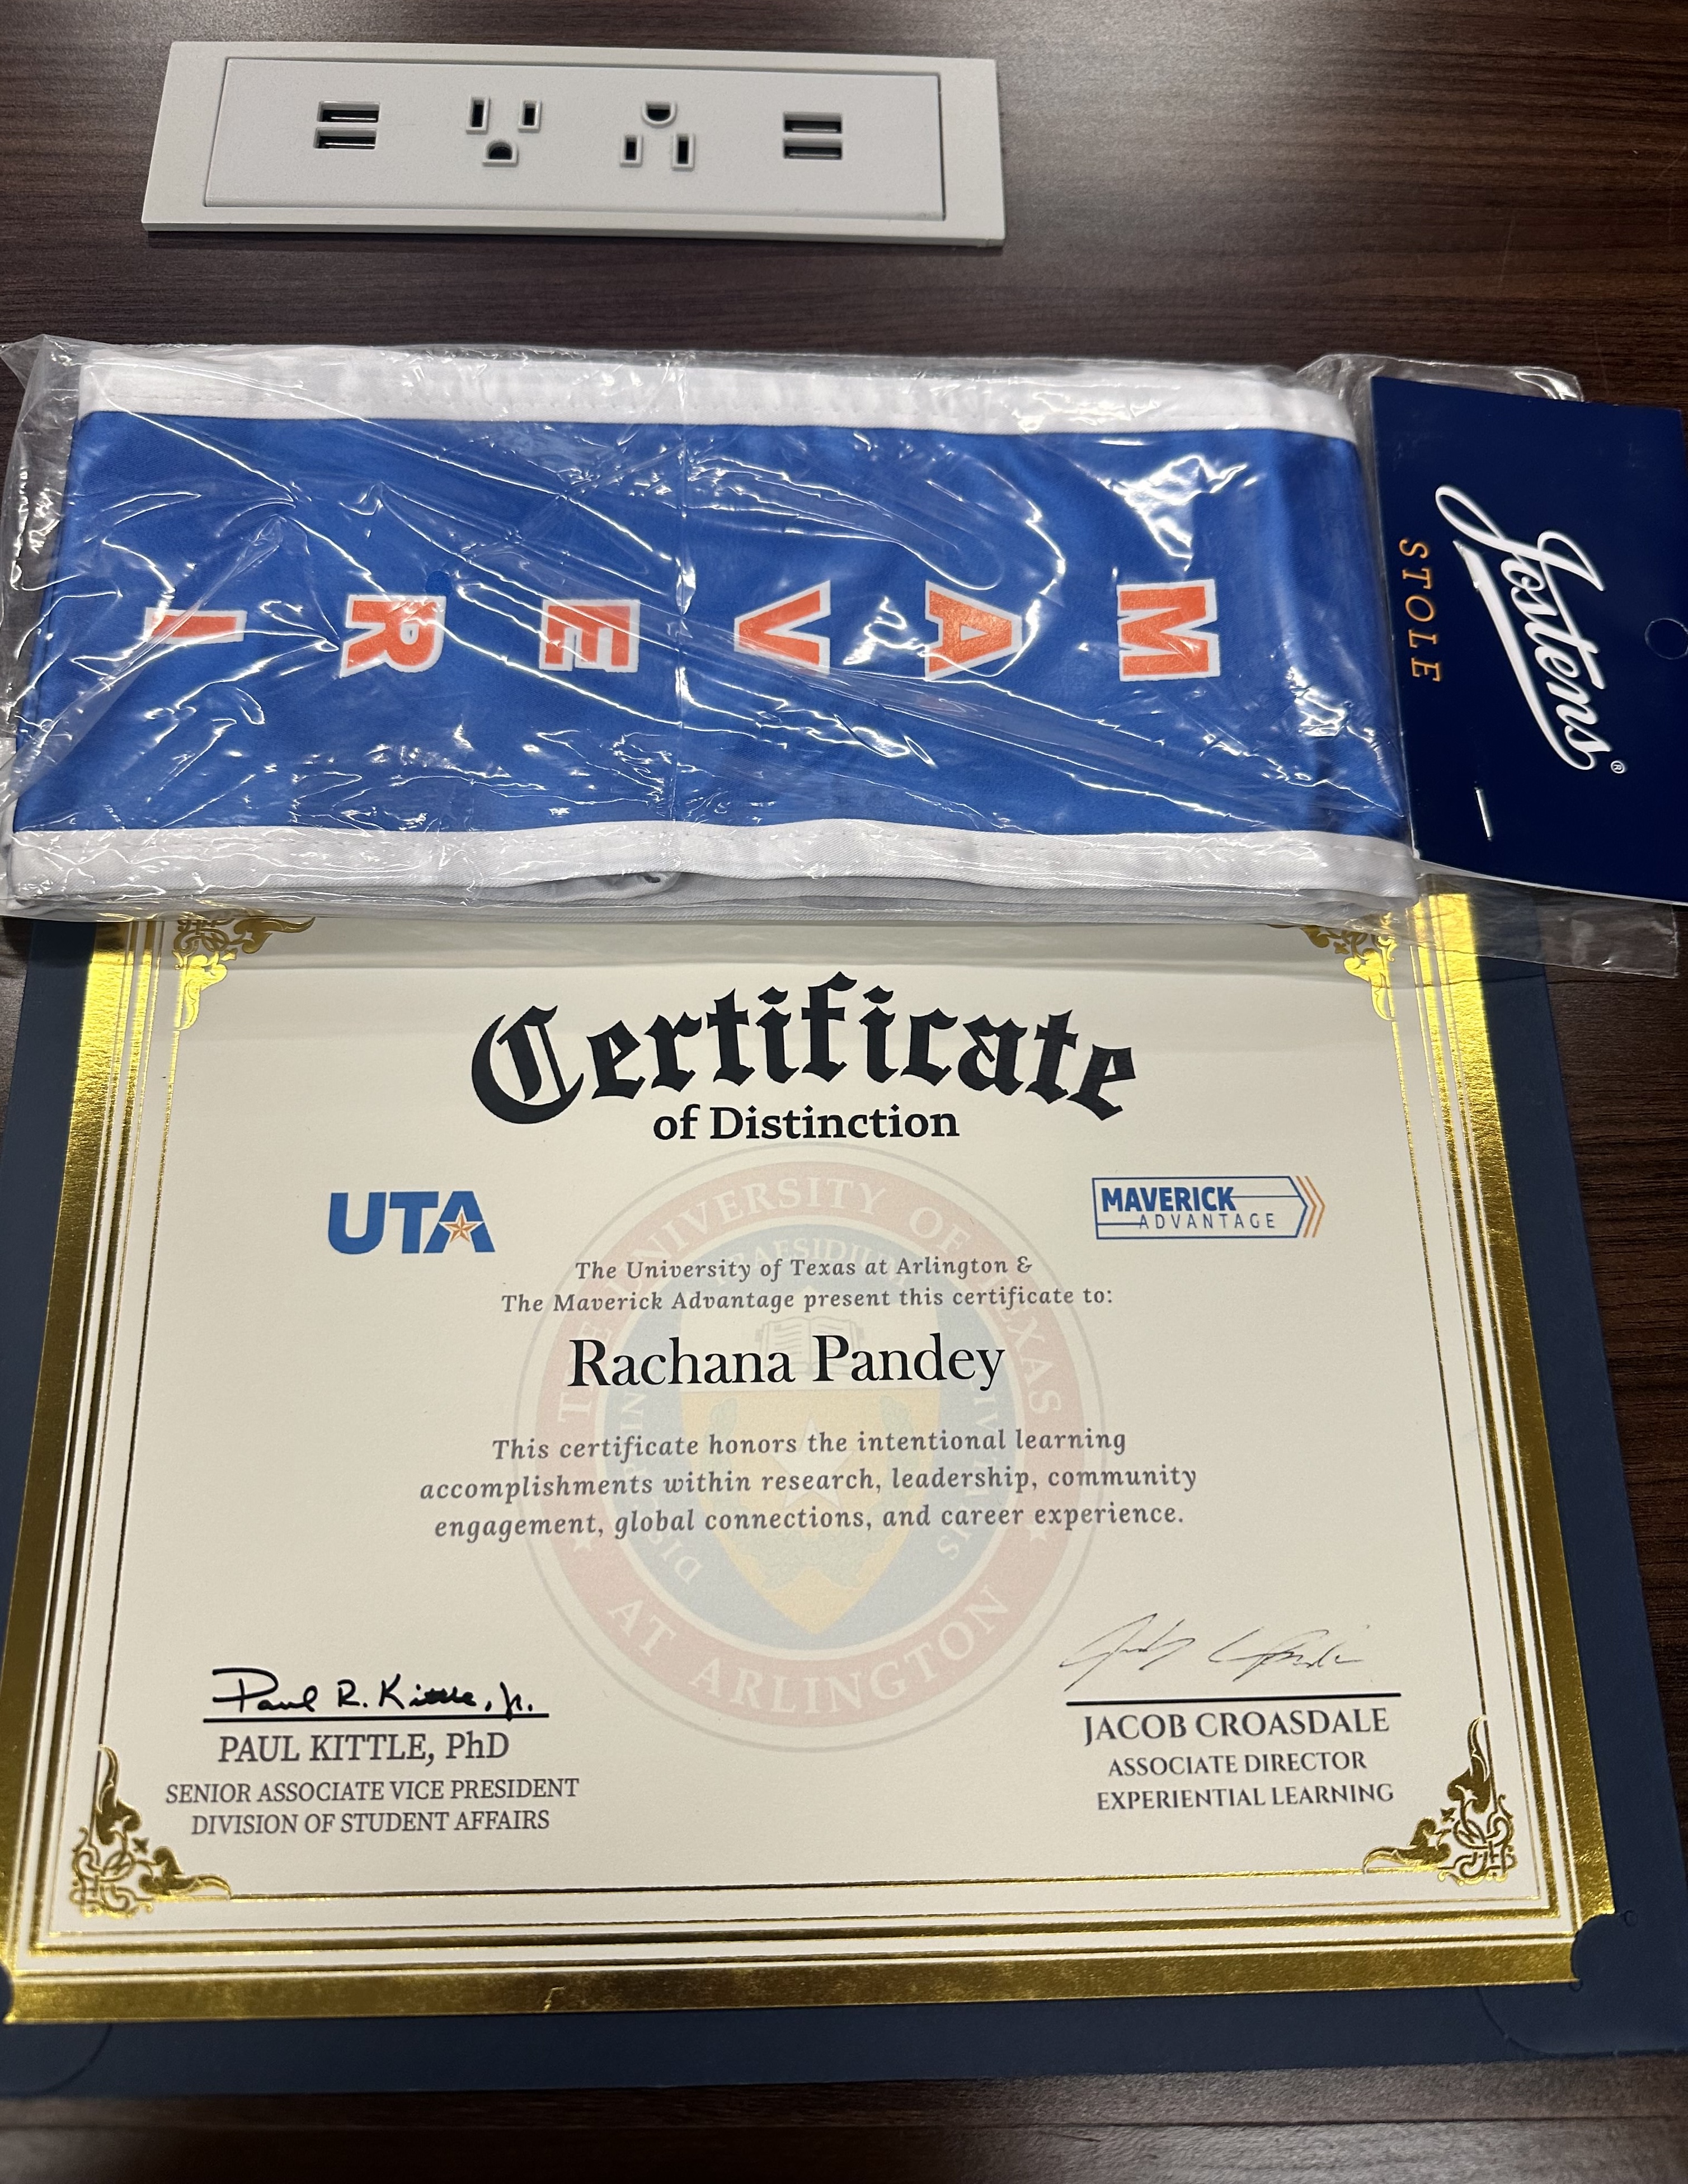 MAVERI
Jostens®
STOLE
Certificate
of Distinction
UTA
MAVERICK
ADVANTAGE
The University of Texas at Arlington &
The Maverick Advantage present this certificate to:
Rachana Pandey
This certificate honors the intentional learning
accomplishments within research, leadership, community
engagement, global connections, and career experience.
THE UNIVERSITY OF TEXAS
AT ARLINGTON
Paul R. Kittle, Jr.
PAUL KITTLE, PhD
SENIOR ASSOCIATE VICE PRESIDENT
DIVISION OF STUDENT AFFAIRS
JACOB CROASDALE
ASSOCIATE DIRECTOR
EXPERIENTIAL LEARNING